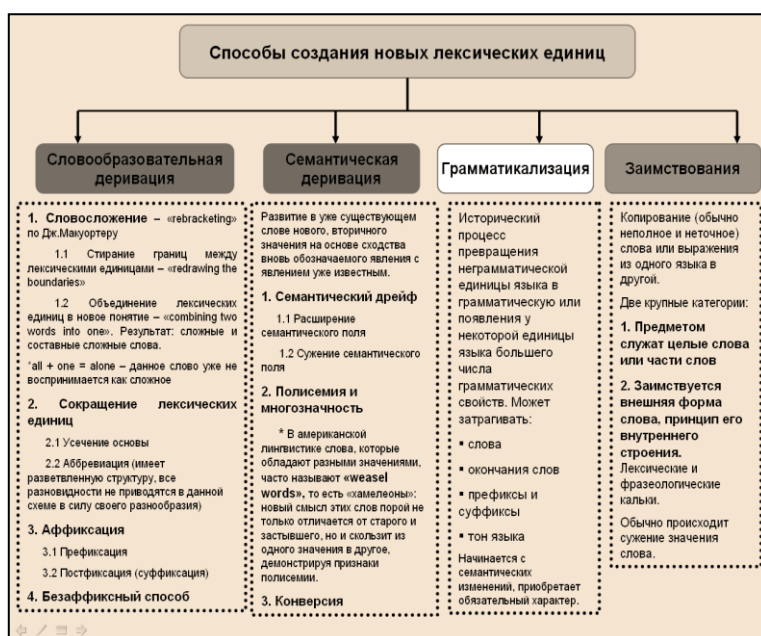 Способы создания новых лексических единиц
Словообразовательная
деривация
1. Словосложение – «rebracketing»
по Дж.Макуортеру
1.1 Стирание границ между
лексическими единицами – «redrawing the
boundaries»
1.2 Объединение лексических
единиц в новое понятие – «combining two
words into one». Результат: сложные и
составные сложные слова.
*all + one = alone – данное слово уже не
воспринимается как сложное
2. Сокращение лексических
единиц
2.1 Усечение основы
2.2 Аббревиация (имеет
разветвленную структуру, все
разновидности не приводятся в данной
схеме в силу своего разнообразия)
3. Аффиксация
3.1 Префиксация
3.2 Постфиксация (суффиксация)
4. Безаффиксный способ
Семантическая
деривация
Развитие в уже существующем
слове нового, вторичного
значения на основе сходства
вновь обозначаемого явления с
явлением уже известным.
1. Семантический дрейф
1.1 Расширение
семантического поля
1.2 Сужение семантического
поля
2. Полисемия и
многозначность
* В американской
лингвистике слова, которые
обладают разными значениями,
часто называют «weasel
words», то есть «хамелеоны»:
новый смысл этих слов порой не
только отличается от старого и
застывшего, но и скользит из
одного значения в другое,
демонстрируя признаки
полисемии.
3. Конверсия
Грамматикализация
Исторический
процесс
превращения
неграмматической
единицы языка в
грамматическую или
появления у
некоторой единицы
языка большего
числа
грамматических
свойств. Может
затрагивать:
▪ слова
▪ окончания слов
▪ префиксы и
суффиксы
▪ тон языка
Начинается с
семантических
изменений, приобретает
обязательный характер.
Заимствования
Копирование (обычно
неполное и неточное)
слова или выражения
из одного языка в
другой.
Две крупные категории:
1. Предметом
служат целые слова
или части слов
2. Заимствуется
внешняя форма
слова, принцип его
внутреннего
строения.
Лексические и
фразеологические
кальки.
Обычно происходит
сужение значения
слова.